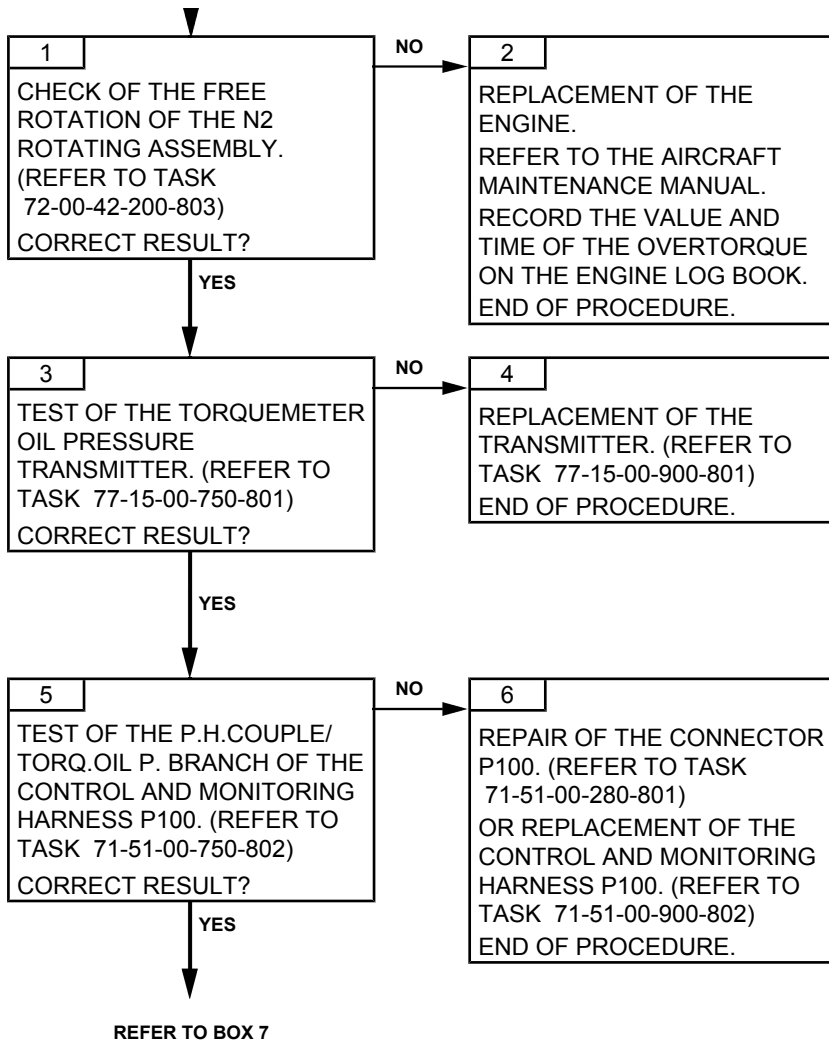 1
CHECK OF THE FREE
ROTATION OF THE N2
ROTATING ASSEMBLY.
(REFER TO TASK
72-00-42-200-803)
CORRECT RESULT?
NO
2
REPLACEMENT OF THE
ENGINE.
REFER TO THE AIRCRAFT
MAINTENANCE MANUAL.
RECORD THE VALUE AND
TIME OF THE OVERTORQUE
ON THE ENGINE LOG BOOK.
END OF PROCEDURE.
YES
3
TEST OF THE TORQUEMETER
OIL PRESSURE
TRANSMITTER. (REFER TO
TASK 77-15-00-750-801)
CORRECT RESULT?
NO
4
REPLACEMENT OF THE
TRANSMITTER. (REFER TO
TASK 77-15-00-900-801)
END OF PROCEDURE.
YES
5
TEST OF THE P.H.COUPLE/
TORQ.OIL P. BRANCH OF THE
CONTROL AND MONITORING
HARNESS P100. (REFER TO
TASK 71-51-00-750-802)
CORRECT RESULT?
NO
6
REPAIR OF THE CONNECTOR
P100. (REFER TO TASK
71-51-00-280-801)
OR REPLACEMENT OF THE
CONTROL AND MONITORING
HARNESS P100. (REFER TO
TASK 71-51-00-900-802)
END OF PROCEDURE.
YES
REFER TO BOX 7